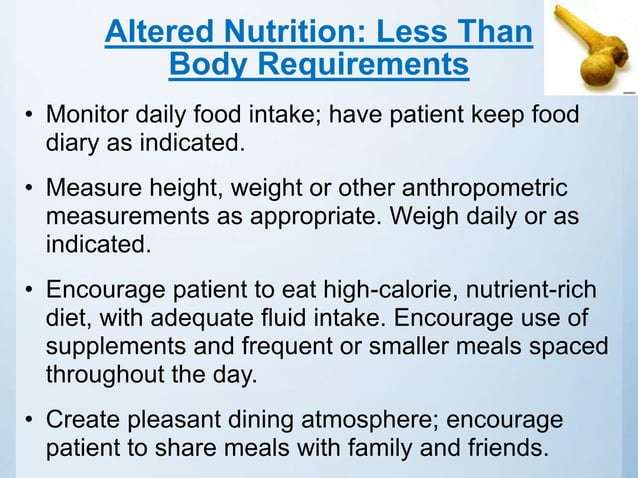 Altered Nutrition: Less Than
Body Requirements
• Monitor daily food intake; have patient keep food
diary as indicated.
• Measure height, weight or other anthropometric
measurements as appropriate. Weigh daily or as
indicated.
• Encourage patient to eat high-calorie, nutrient-rich
diet, with adequate fluid intake. Encourage use of
supplements and frequent or smaller meals spaced
throughout the day.
• Create pleasant dining atmosphere; encourage
patient to share meals with family and friends.